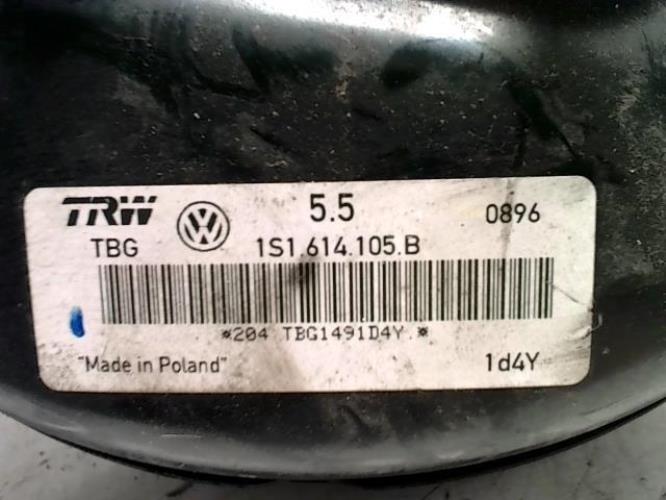 TRW 5.5 0896
TBG 1S1.614.105.B
*204 TBG1491D4Y.*
"Made in Poland" 1d4Y